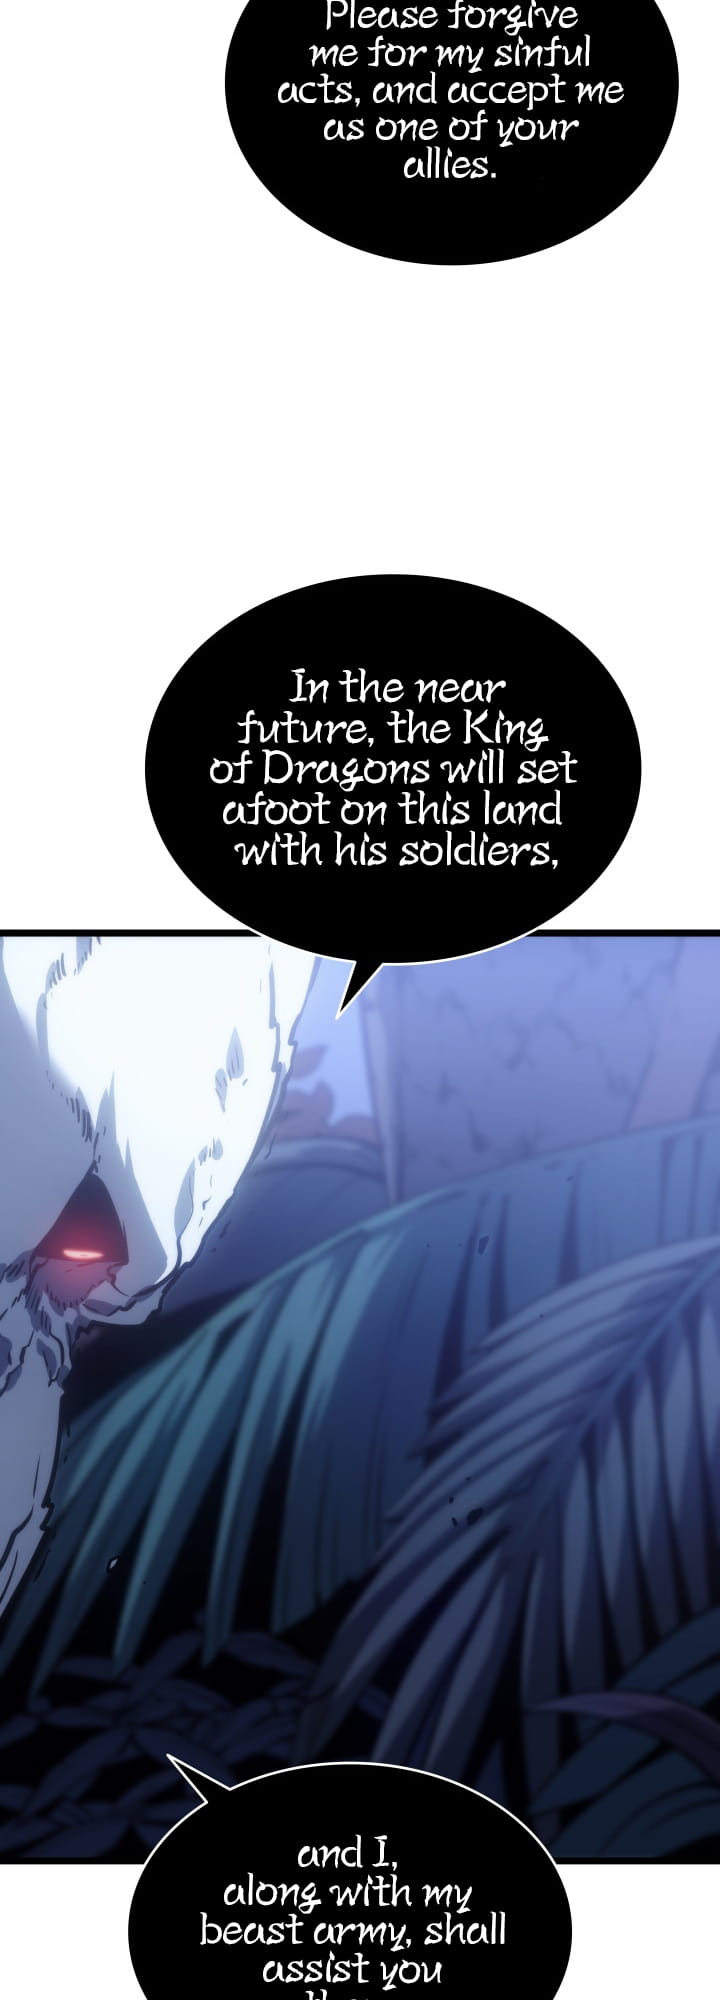 Please forgive
me for my sinful
acts, and accept me
as one of your
allies.
In the near
future, the King
of Dragons will set
afoot on this land
with his soldiers,
and I,
along with my
beast army, shall
assist you